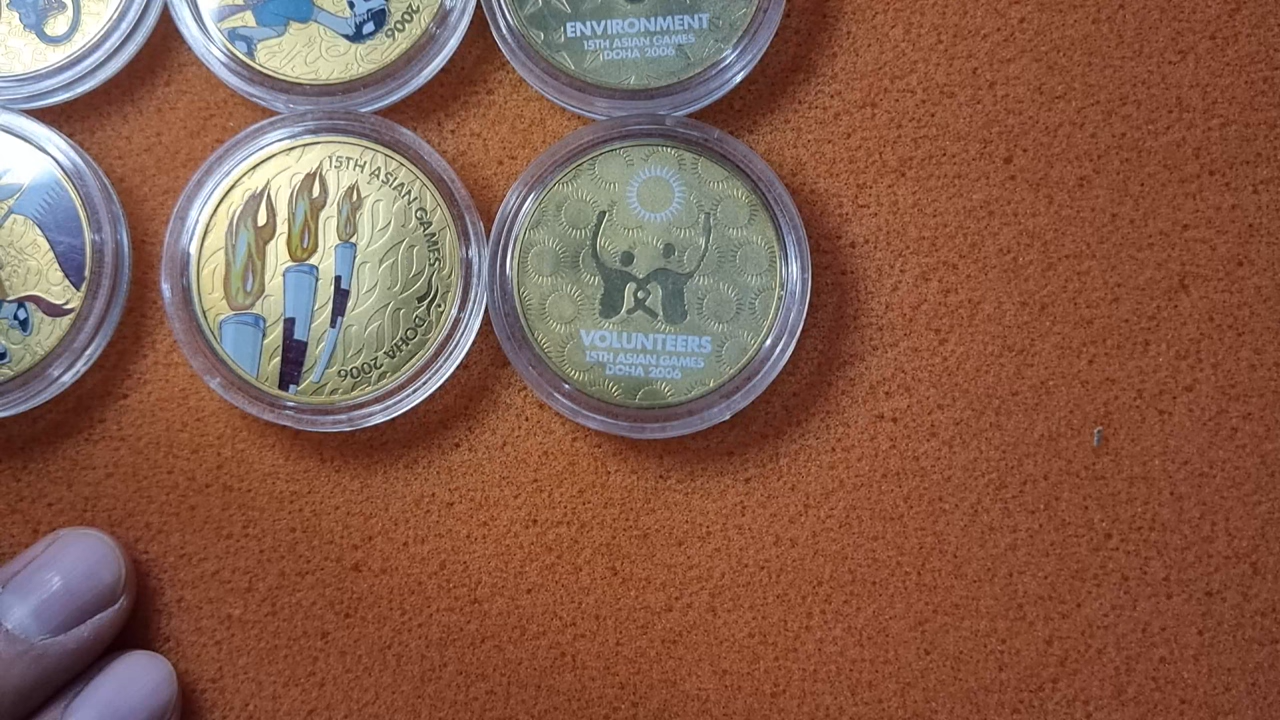 2006
ENVIRONMENT
15TH ASIAN GAMES
DOHA 2006
15TH ASIAN GAMES
DOHA 2006
VOLUNTEERS
15TH ASIAN GAMES
DOHA 2006